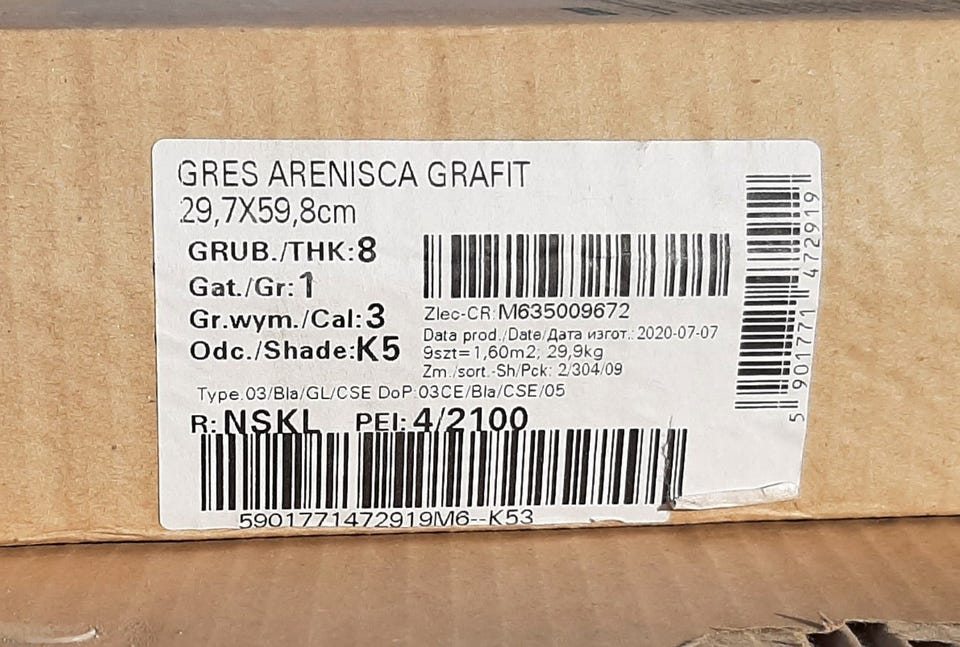 GRES ARENISCA GRAFIT
29,7X59,8cm
GRUB./THK:8
Gat./Gr:1
Gr.wym./Cal:3
Odc./Shade:K5
Zlec-CR:M635009672
Data prod./Date/Дата изгот.: 2020-07-07
9szt=1,60m2; 29,9kg
Zm./sort.-Sh/Pck: 2/304/09
Type.03/Bla/GL/CSE DoP:03CE/Bla/CSE/05
R:NSKL PEI:4/2100
5901771472919M6--K53
5 901771 472919